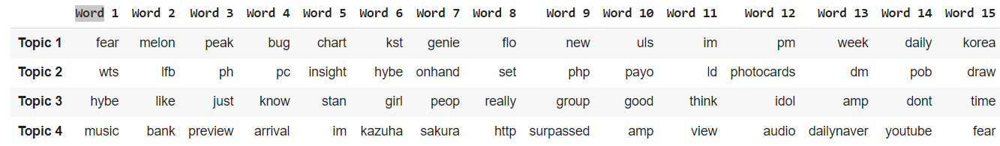 Word 1 Word 2 Word 3 Word 4 Word 5 Word 6 Word 7 Word 8 Word 9 Word 10 Word 11 Word 12 Word 13 Word 14 Word 15
Topic 1 fear melon peak bug chart kst genie flo new uls im pm week daily korea
Topic 2 wts lfb ph pc insight hybe onhand set php payo ld photocards dm pob draw
Topic 3 hybe like just know stan girl peop really group good think idol amp dont time
Topic 4 music bank preview arrival im kazuha sakura http surpassed amp view audio dailynaver youtube fear